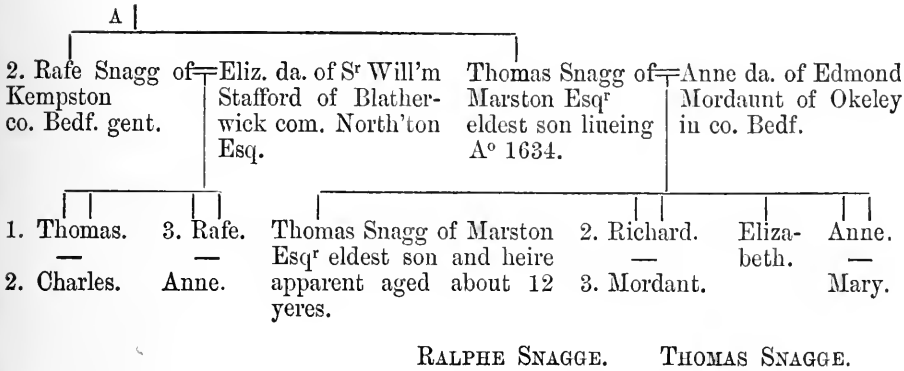 A
2. Rafe Snagg of
Kempston
co. Bedf. gent.
Eliz. da. of Sʳ Will'm
Stafford of Blather-
wick com. North'ton
Esq.
Thomas Snagg of
Marston Esqʳ
eldest son liueing
Aᵒ 1634.
Anne da. of Edmond
Mordaunt of Okeley
in co. Bedf.
1. Thomas.
—
2. Charles.
3. Rafe.
—
Anne.
Thomas Snagg of Marston
Esqʳ eldest son and heire
apparent aged about 12
yeres.
2. Richard.
—
3. Mordant.
Eliza-
beth.
Anne.
—
Mary.
RALPHE SNAGGE. THOMAS SNAGGE.